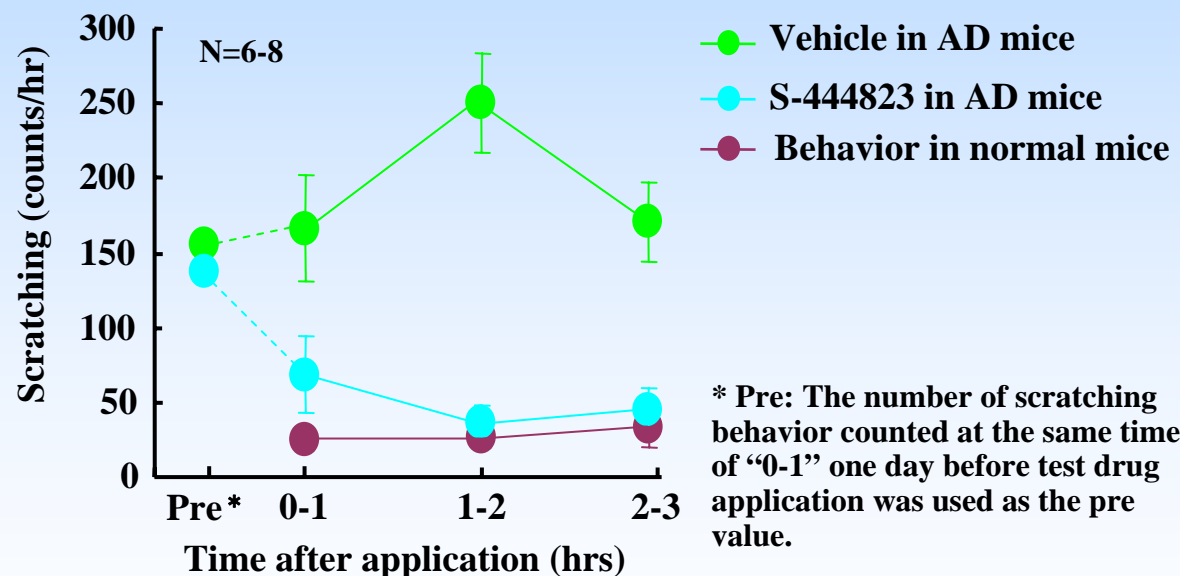 300
250
200
150
100
50
0
Scratching (counts/hr)
N=6-8
Vehicle in AD mice
S-444823 in AD mice
Behavior in normal mice
Pre* 0-1 1-2 2-3
Time after application (hrs)
* Pre: The number of scratching
behavior counted at the same time
of “0-1” one day before test drug
application was used as the pre
value.